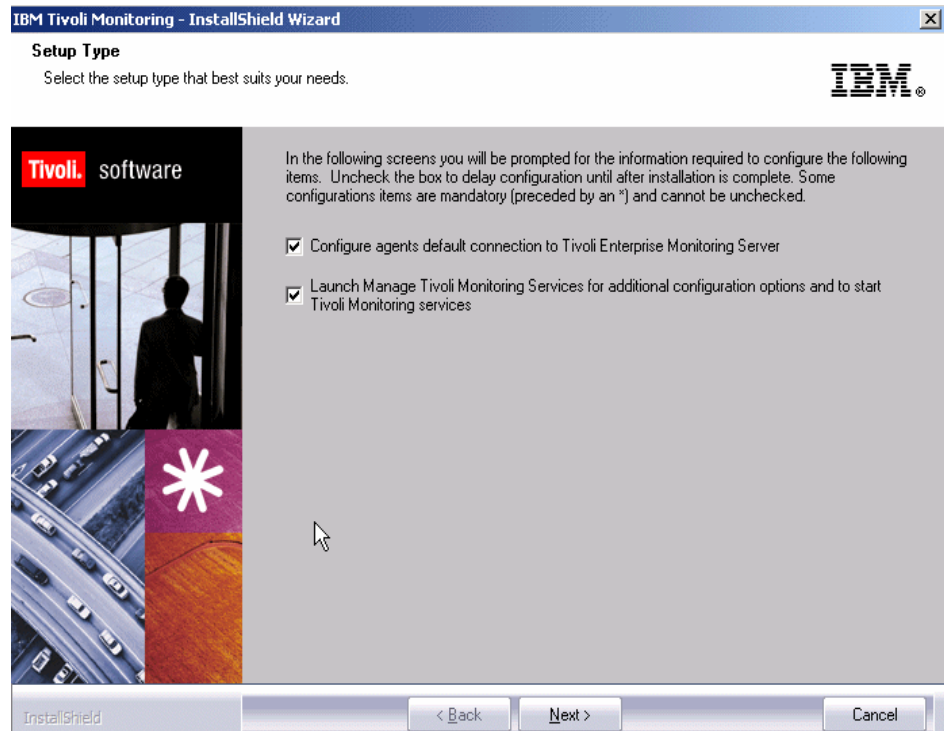 IBM Tivoli Monitoring - InstallShield Wizard
Setup Type
Select the setup type that best suits your needs.
IBM®
Tivoli. software
In the following screens you will be prompted for the information required to configure the following
items. Uncheck the box to delay configuration until after installation is complete. Some
configurations items are mandatory (preceded by an *) and cannot be unchecked.
Configure agents default connection to Tivoli Enterprise Monitoring Server
Launch Manage Tivoli Monitoring Services for additional configuration options and to start
Tivoli Monitoring services
InstallShield
< Back
Next >
Cancel